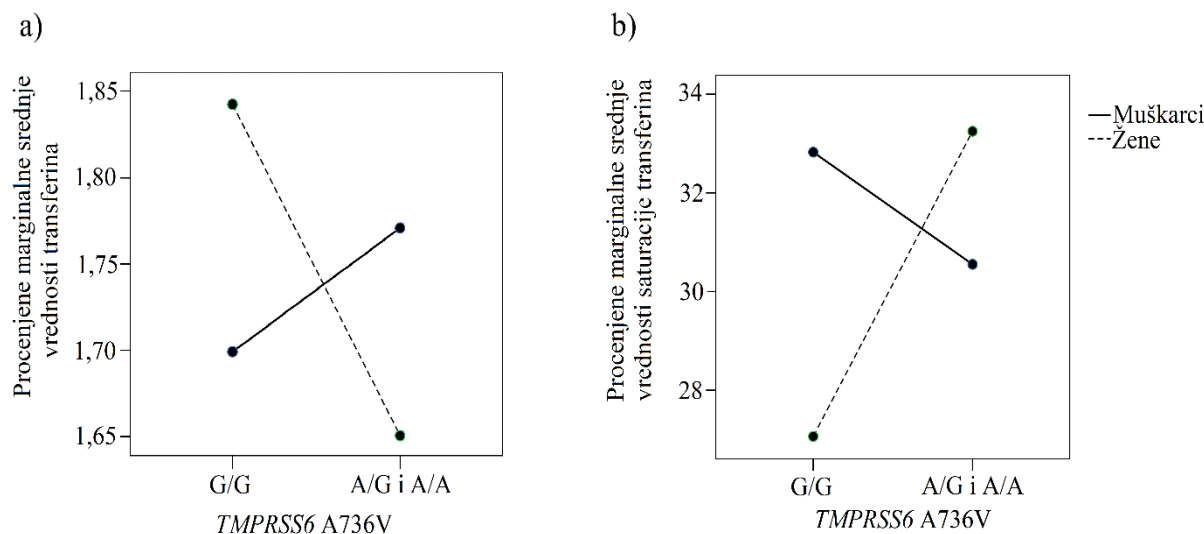 a)
Procenjene marginalne srednje
vrednosti transferina
1,85
1,80
1,75
1,70
1,65
G/G
A/G i A/A
TMPRSS6 A736V
b)
Procenjene marginalne srednje
vrednosti saturacije transferina
34
32
30
28
G/G
A/G i A/A
TMPRSS6 A736V
Muškarci
Žene